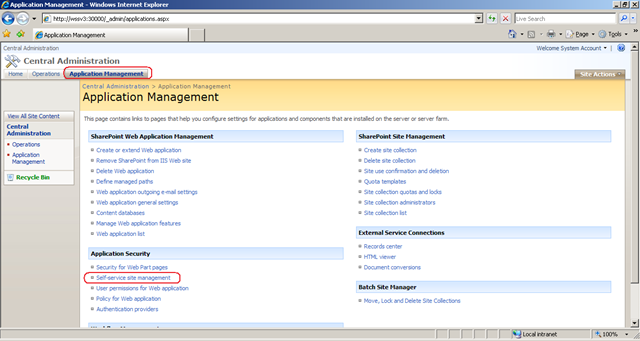 Application Management - Windows Internet Explorer
http://wssv3:30000/_admin/applications.aspx
Live Search
Application Management
Page
Tools
Central Administration
Welcome System Account
Central Administration
Home
Operations
Application Management
Site Actions
Central Administration > Application Management
Application Management
View All Site Content
Central
Administration
Operations
Application
Management
Recycle Bin
This page contains links to pages that help you configure settings for applications and components that are installed on the server or server farm.
SharePoint Web Application Management
Create or extend Web application
Remove SharePoint from IIS Web site
Delete Web application
Define managed paths
Web application outgoing e-mail settings
Web application general settings
Content databases
Manage Web application features
Web application list
Application Security
Security for Web Part pages
Self-service site management
User permissions for Web application
Policy for Web application
Authentication providers
SharePoint Site Management
Create site collection
Delete site collection
Site use confirmation and deletion
Quota templates
Site collection quotas and locks
Site collection administrators
Site collection list
External Service Connections
Records center
HTML viewer
Document conversions
Batch Site Manager
Move, Lock and Delete Site Collections
Local intranet
100%